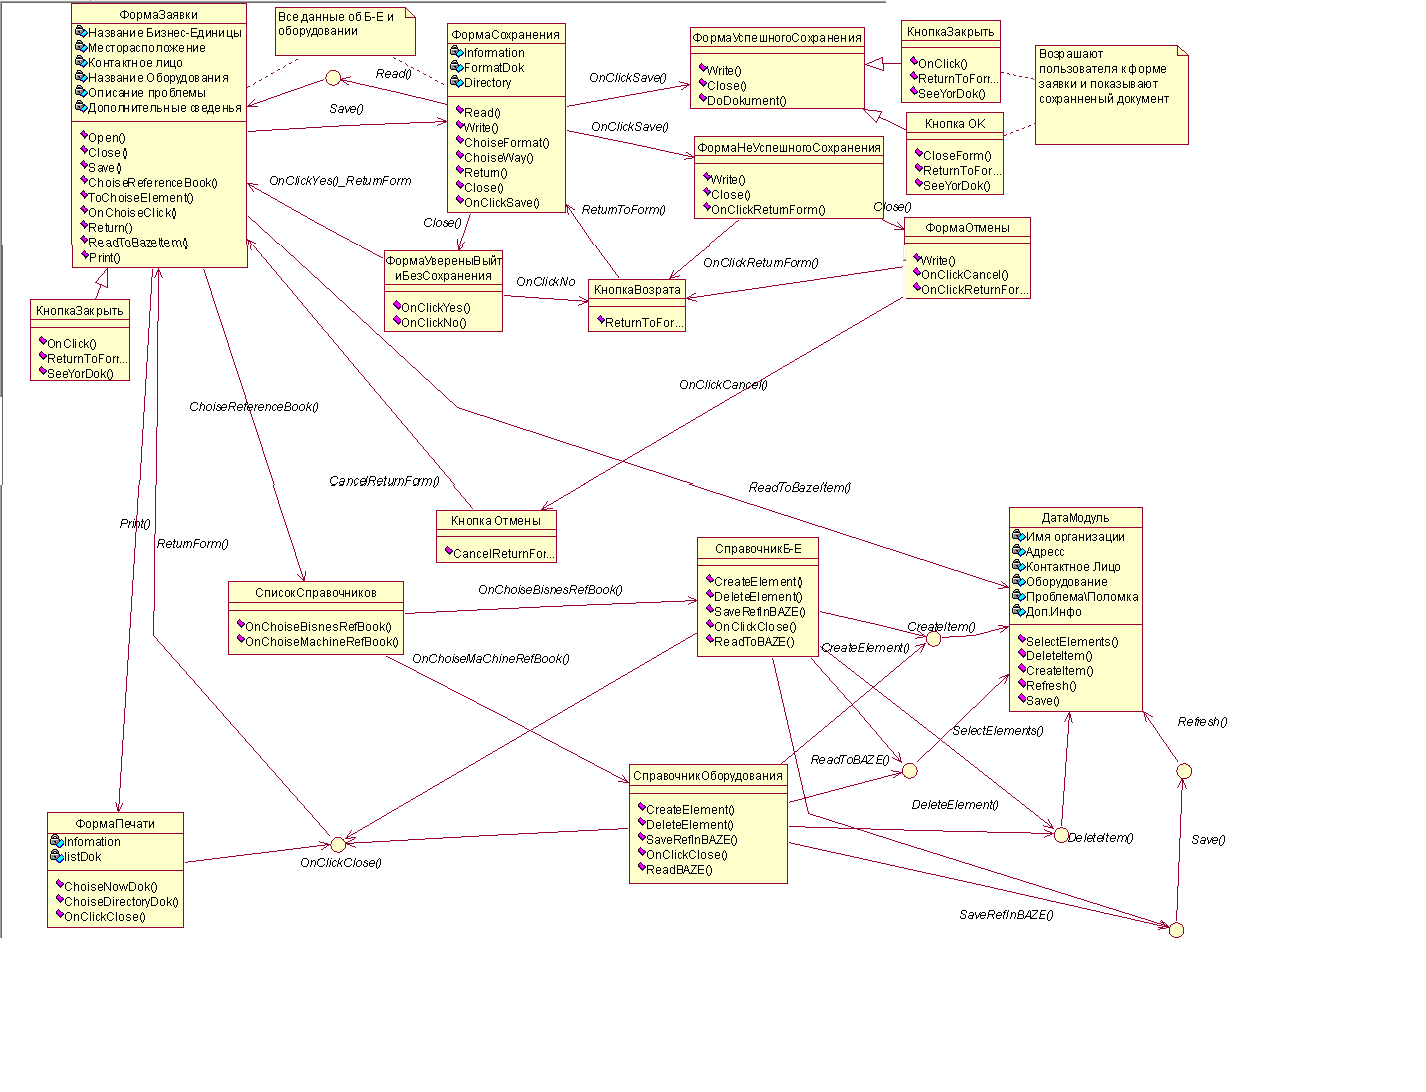 ФормаЗаявки
Название Бизнес-Единицы
Месторасположение
Контактное лицо
Название Оборудования
Описание проблемы
Дополнительные сведенья
Open()
Close()
Save()
ChoiseReferenceBook()
ToChoiseElement()
OnChoiseClick()
Return()
ReadToBazeItem()
Print()
Все данные об Б-Е и
оборудовании
Read()
Save()
ФормаСохранения
Information
FormatDok
Directory
Read()
Write()
ChoiseFormat()
ChoiseWay()
Return()
Close()
OnClickSave()
OnClickSave()
OnClickSave()
ФормаУспешногоСохранения
Write()
Close()
DoDokument()
КнопкаЗакрыть
OnClick()
ReturnToForr...
SeeYorDok()
Возрашают
пользователя к форме
заявки и показывают
сохранненый документ
Кнопка ОК
CloseForm()
ReturnToFor...
SeeYorDok()
ФормаНеУспешногоСохранения
Write()
Close()
OnClickReturnForm()
Close()
ФормаОтмены
Write()
OnClickCancel()
OnClickReturnFor...
OnClickYes()_ReturnForm
Close()
ReturnToForm()
ФормаУвереныВыйт
иБезСохранения
OnClickYes()
OnClickNo()
OnClickNo
OnClickReturnForm()
КнопкаВозрата
ReturnToFor...
КнопкаЗакрыть
OnClick()
ReturnToForr...
SeeYorDok()
OnClickCancel()
ChoiseReferenceBook()
CancelReturnForm()
ReadToBazeItem()
Print()
ReturnForm()
Кнопка Отмены
CancelReturnFor...
ДатаМодуль
Имя организации
Адресс
Контактное Лицо
Оборудование
Проблема\Поломка
Доп.Инфо
SelectElements()
DeleteItem()
CreateItem()
Refresh()
Save()
СправочникБ-Е
CreateElement()
DeleteElement()
SaveRefInBAZE()
OnClickClose()
ReadToBAZE()
СписокСправочников
OnChoiseBisnesRefBook()
OnChoiseMachineRefBook()
OnChoiseBisnesRefBook()
OnChoiseMaChineRefBook()
CreateItem()
CreateElement()
SelectElements()
ReadToBAZE()
Refresh()
DeleteElement()
DeleteItem()
Save()
SaveRefInBAZE()
СправочникОборудования
CreateElement()
DeleteElement()
SaveRefInBAZE()
OnClickClose()
ReadBAZE()
ФормаПечати
Infomation
listDok
ChoiseNowDok()
ChoiseDirectoryDok()
OnClickClose()
OnClickClose()